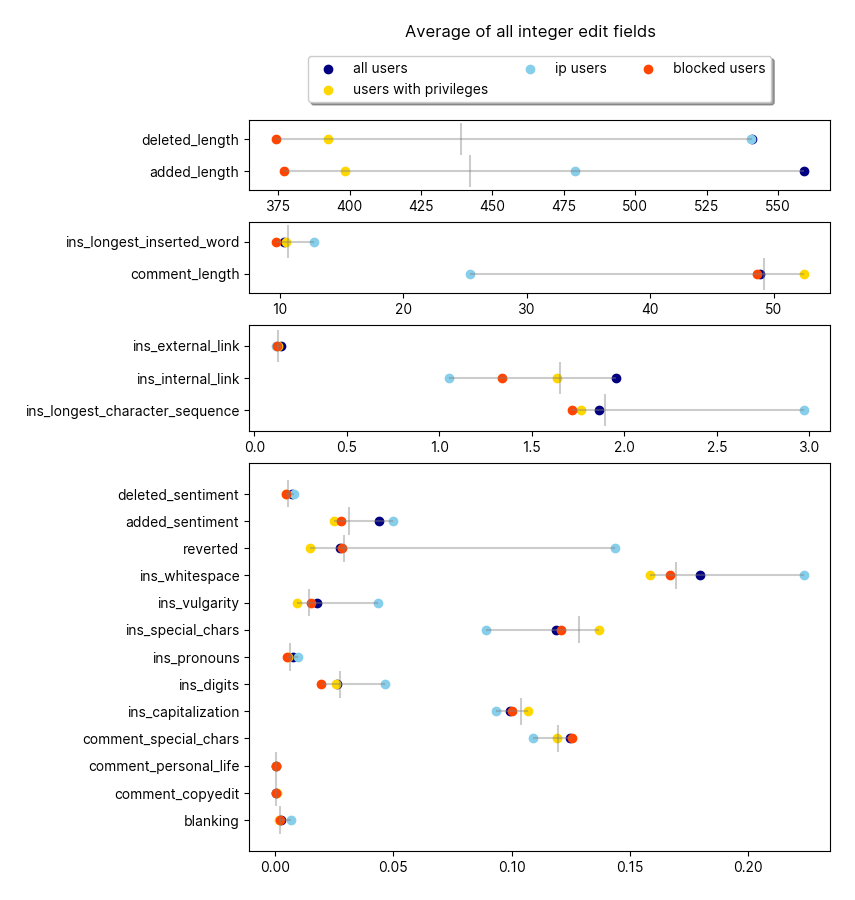 Average of all integer edit fields
all users
ip users
blocked users
users with privileges
deleted_length
added_length
375 400 425 450 475 500 525 550
ins_longest_inserted_word
comment_length
10 20 30 40 50
ins_external_link
ins_internal_link
ins_longest_character_sequence
0.0 0.5 1.0 1.5 2.0 2.5 3.0
deleted_sentiment
added_sentiment
reverted
ins_whitespace
ins_vulgarity
ins_special_chars
ins_pronouns
ins_digits
ins_capitalization
comment_special_chars
comment_personal_life
comment_copyedit
blanking
0.00 0.05 0.10 0.15 0.20